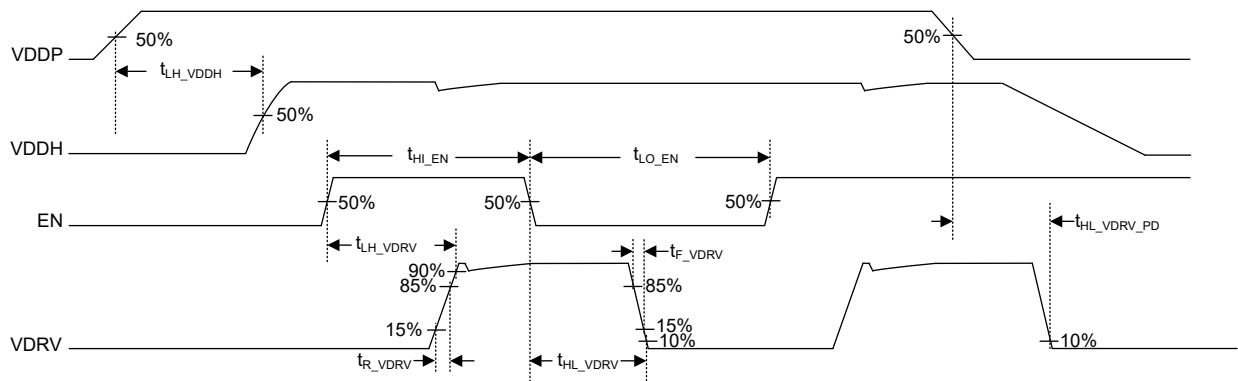 VDDP
50%
50%
tLH_VDDH
VDDH
50%
tHI_EN
tLO_EN
EN
50%
50%
50%
tHL_VDRV_PD
tLH_VDRV
tF_VDRV
90%
85%
85%
15%
15%
10%
10%
VDRV
tR_VDRV
tHL_VDRV